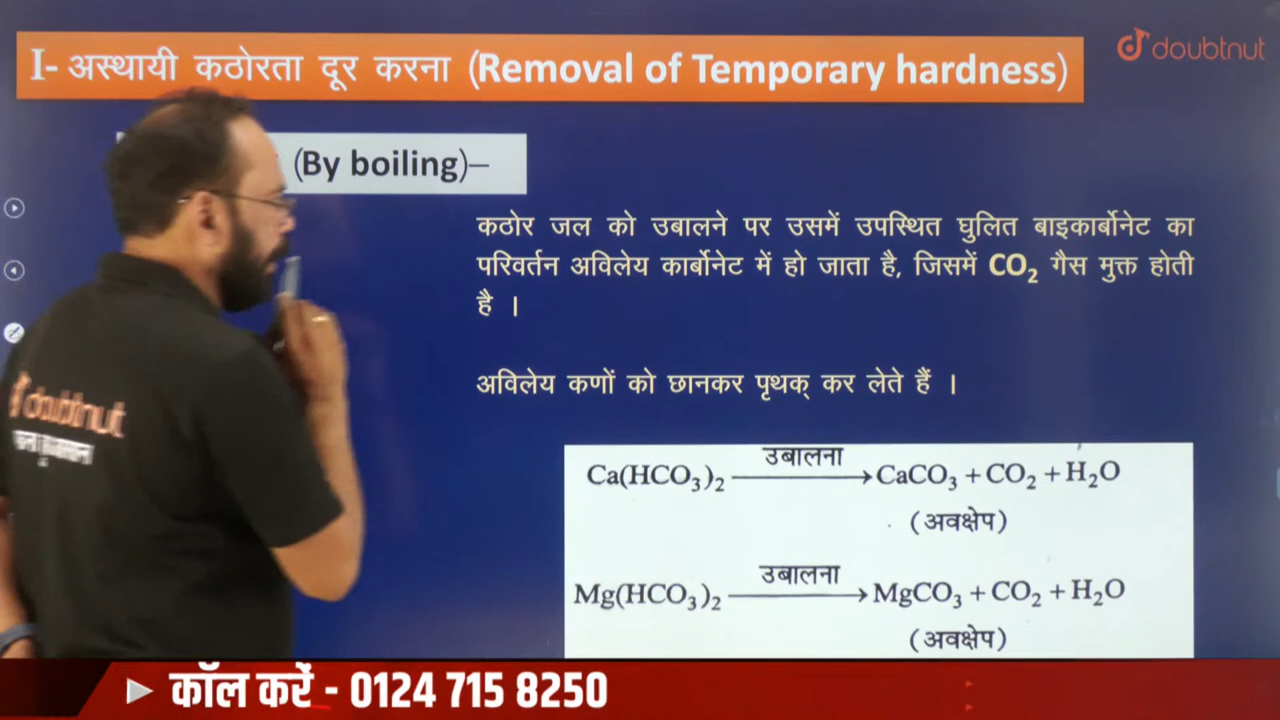 I- अस्थायी कठोरता दूर करना (Removal of Temporary hardness)
doubtnut
(By boiling)–
कठोर जल को उबालने पर उसमें उपस्थित घुलित बाइकार्बोनेट का
परिवर्तन अविलेय कार्बोनेट में हो जाता है, जिसमें CO₂ गैस मुक्त होती
है ।
अविलेय कणों को छानकर पृथक् कर लेते हैं ।
उबालना
Ca(HCO₃)₂ ⟶ CaCO₃ + CO₂ + H₂O
(अवक्षेप)
उबालना
Mg(HCO₃)₂ ⟶ MgCO₃ + CO₂ + H₂O
(अवक्षेप)
doubtnut
कॉल करें - 0124 715 8250